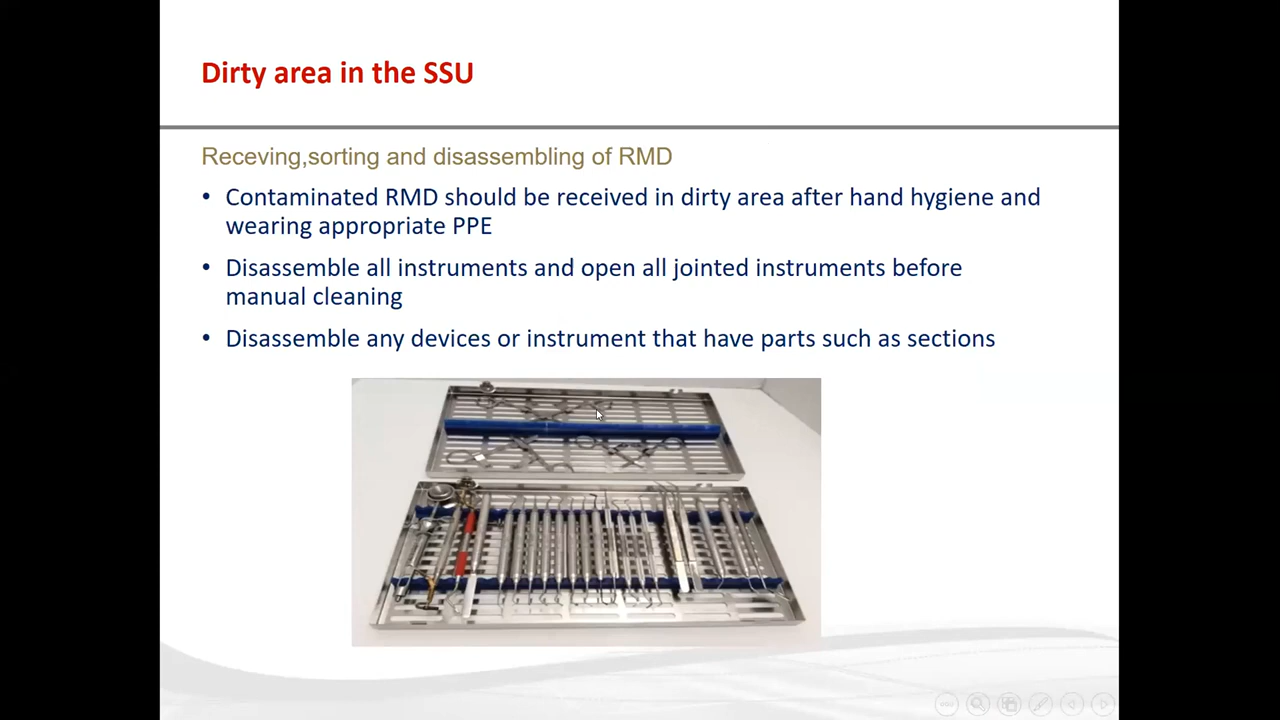 Dirty area in the SSU
Receving,sorting and disassembling of RMD
• Contaminated RMD should be received in dirty area after hand hygiene and
wearing appropriate PPE
• Disassemble all instruments and open all jointed instruments before
manual cleaning
• Disassemble any devices or instrument that have parts such as sections